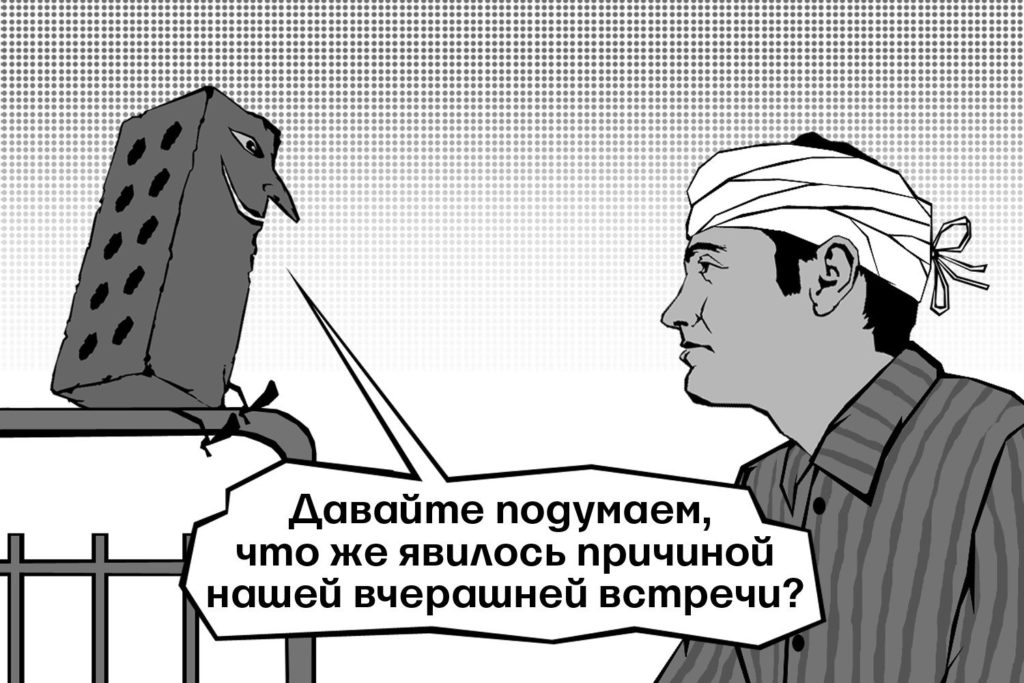 Давайте подумаем,
что же явилось причиной
нашей вчерашней встречи?